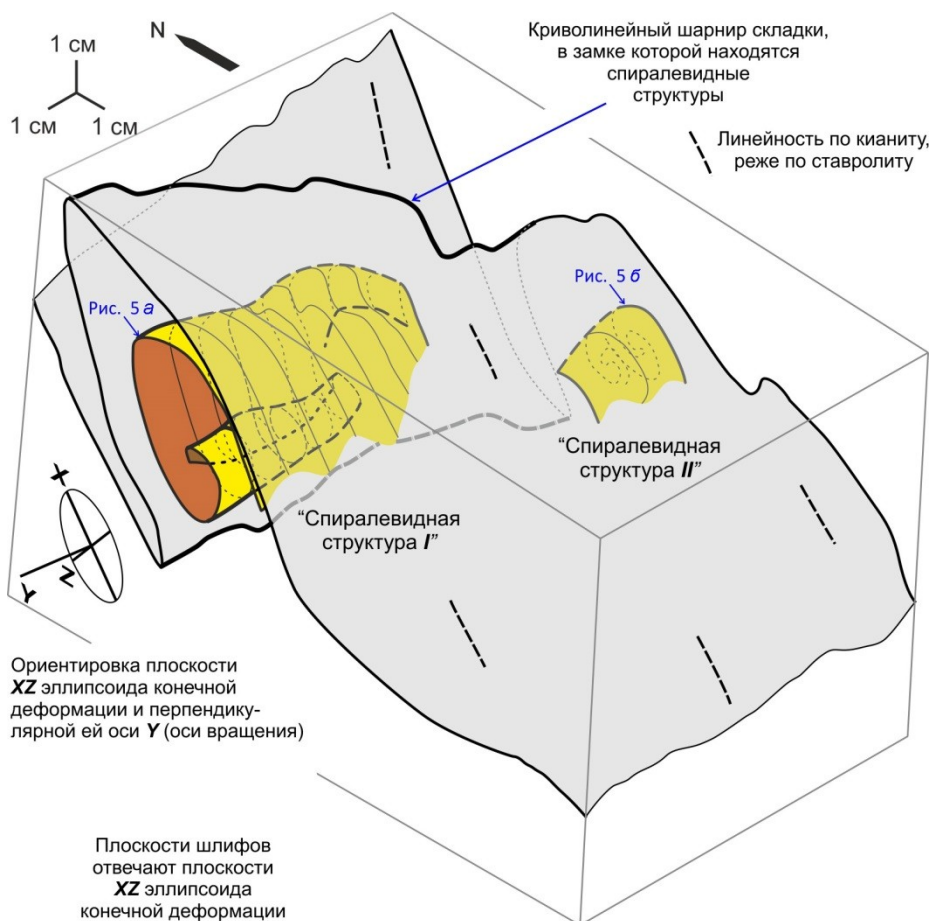 N
1 см
1 см
1 см
Криволинейный шарнир складки,
в замке которой находятся
спиралевидные
структуры
Линейность по кианиту,
реже по ставролиту
Рис. 5 а
Рис. 5 б
“Спиралевидная
структура II”
“Спиралевидная
структура I”
X
Z
Y
Ориентировка плоскости
XZ эллипсоида конечной
деформации и перпендику-
лярной ей оси Y (оси вращения)
Плоскости шлифов
отвечают плоскости
XZ эллипсоида
конечной деформации